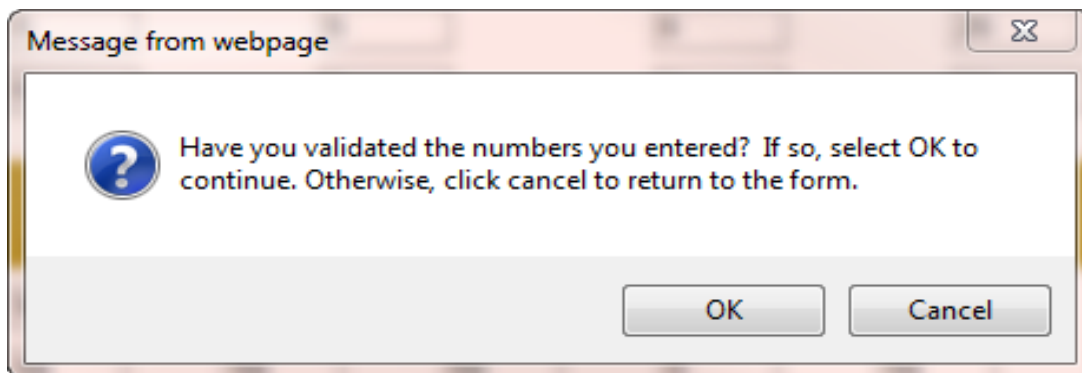 Message from webpage
Have you validated the numbers you entered?  If so, select OK to
continue. Otherwise, click cancel to return to the form.
OK
Cancel